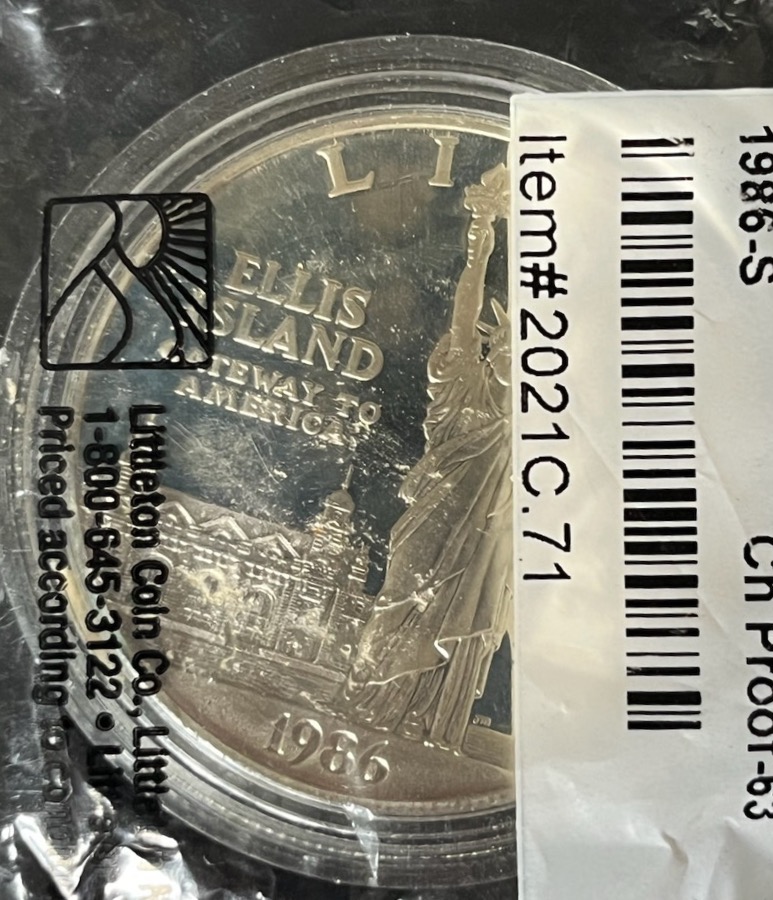 L I
ELLIS
ISLAND
GATEWAY TO
AMERICA
1986
Littleton Coin Co.,
1-800-645-3122 •
Priced according to
1986-S
Ch Proof-63
Item# 2021C.71